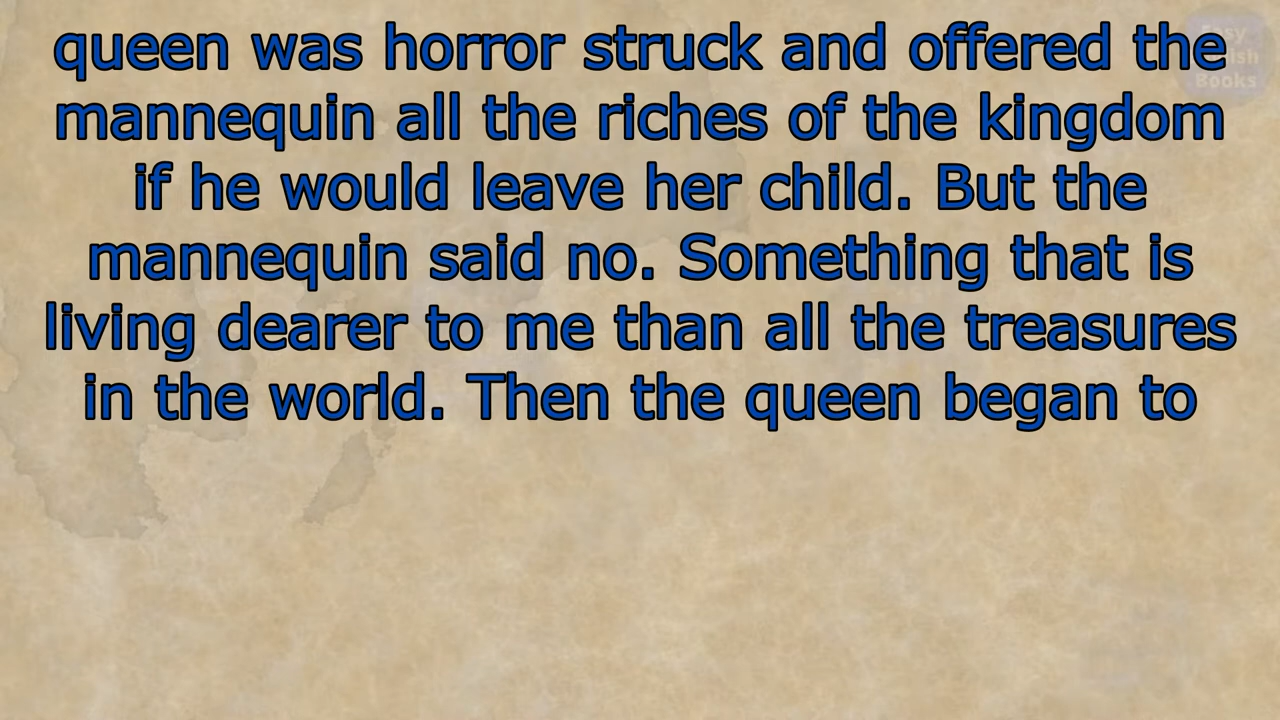 queen was horror struck and offered the
mannequin all the riches of the kingdom
if he would leave her child. But the
mannequin said no. Something that is
living dearer to me than all the treasures
in the world. Then the queen began to
Books